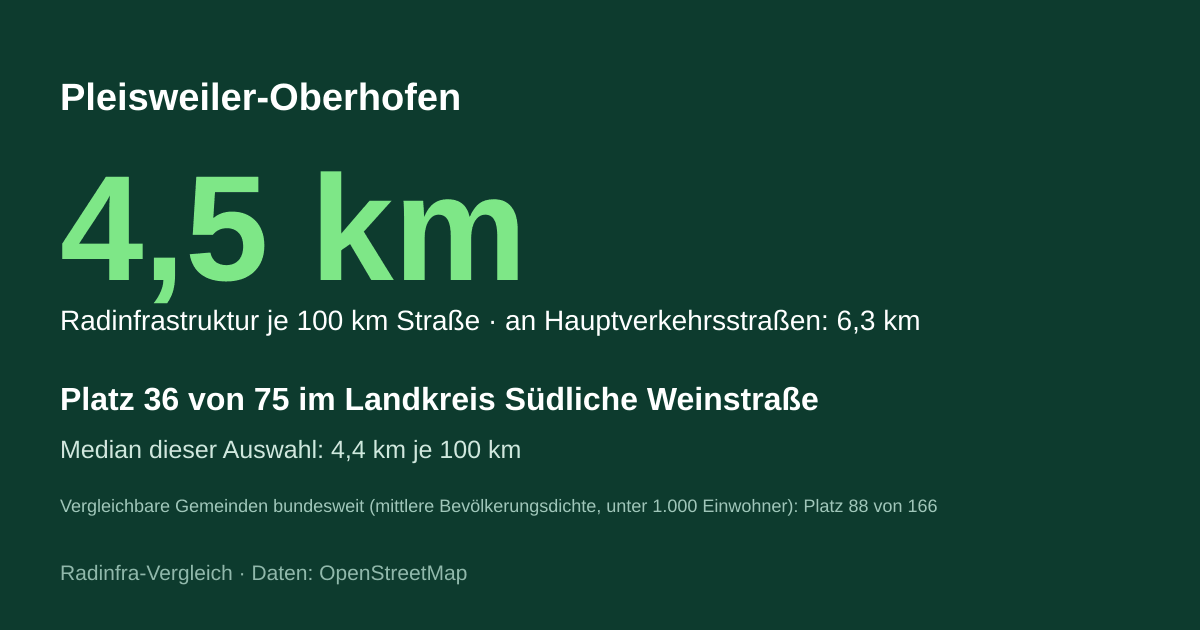 Pleisweiler-Oberhofen
4,5 km
Radinfrastruktur je 100 km Straße · an Hauptverkehrsstraßen: 6,3 km
Platz 36 von 75 im Landkreis Südliche Weinstraße
Median dieser Auswahl: 4,4 km je 100 km
Vergleichbare Gemeinden bundesweit (mittlere Bevölkerungsdichte, unter 1.000 Einwohner): Platz 88 von 166
Radinfra-Vergleich · Daten: OpenStreetMap